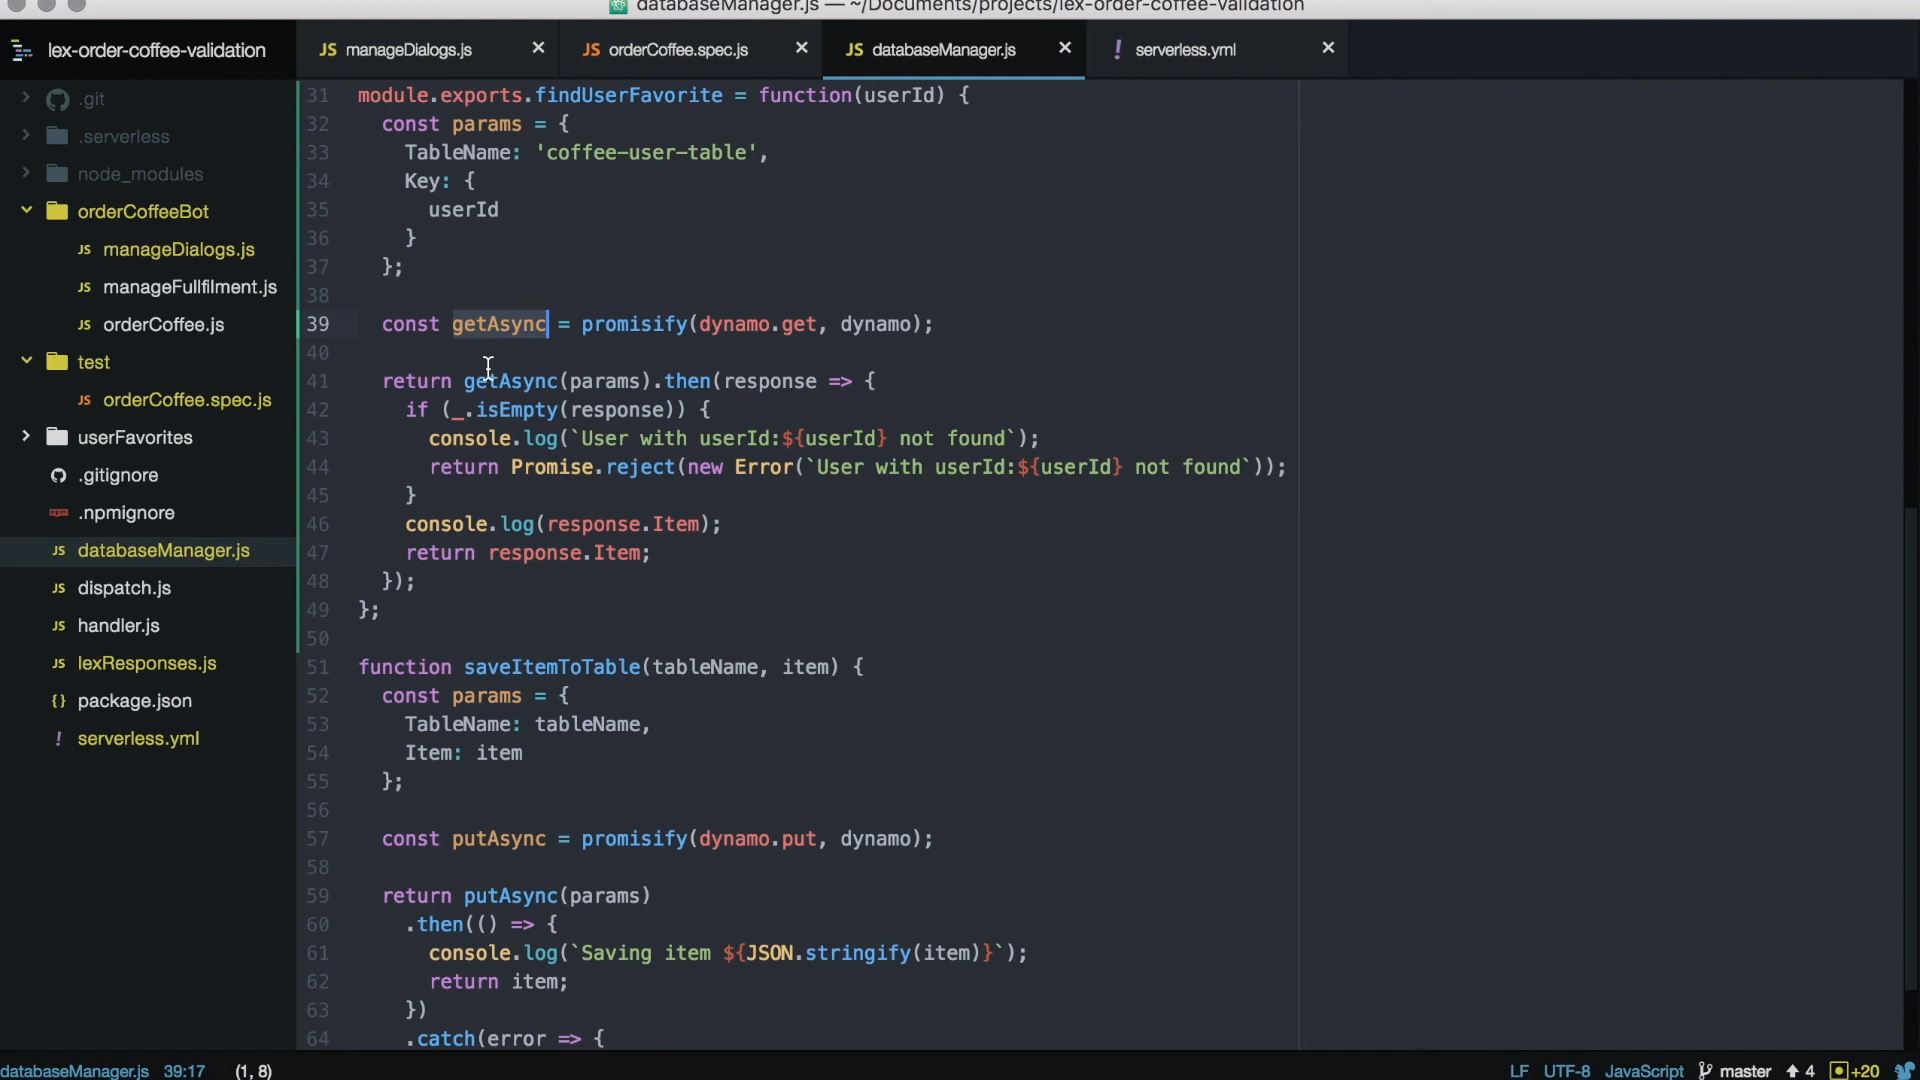 databaseManager.js — ~/Documents/projects/lex-order-coffee-validation
lex-order-coffee-validation
JS manageDialogs.js ×
JS orderCoffee.spec.js ×
JS databaseManager.js ×
! serverless.yml ×
.git
.serverless
node_modules
orderCoffeeBot
JS manageDialogs.js
JS manageFullfilment.js
JS orderCoffee.js
test
JS orderCoffee.spec.js
userFavorites
.gitignore
npm .npmignore
JS databaseManager.js
JS dispatch.js
JS handler.js
JS lexResponses.js
{} package.json
! serverless.yml
31 module.exports.findUserFavorite = function(userId) {
32 const params = {
33 TableName: 'coffee-user-table',
34 Key: {
35 userId
36 }
37 };
38
39 const getAsync = promisify(dynamo.get, dynamo);
40
41 return getAsync(params).then(response => {
42 if (_.isEmpty(response)) {
43 console.log(`User with userId:${userId} not found`);
44 return Promise.reject(new Error(`User with userId:${userId} not found`));
45 }
46 console.log(response.Item);
47 return response.Item;
48 });
49 };
50
51 function saveItemToTable(tableName, item) {
52 const params = {
53 TableName: tableName,
54 Item: item
55 };
56
57 const putAsync = promisify(dynamo.put, dynamo);
58
59 return putAsync(params)
60 .then(() => {
61 console.log(`Saving item ${JSON.stringify(item)}`);
62 return item;
63 })
64 .catch(error => {
databaseManager.js 39:17 (1, 8)
LF UTF-8 JavaScript master 4 +20